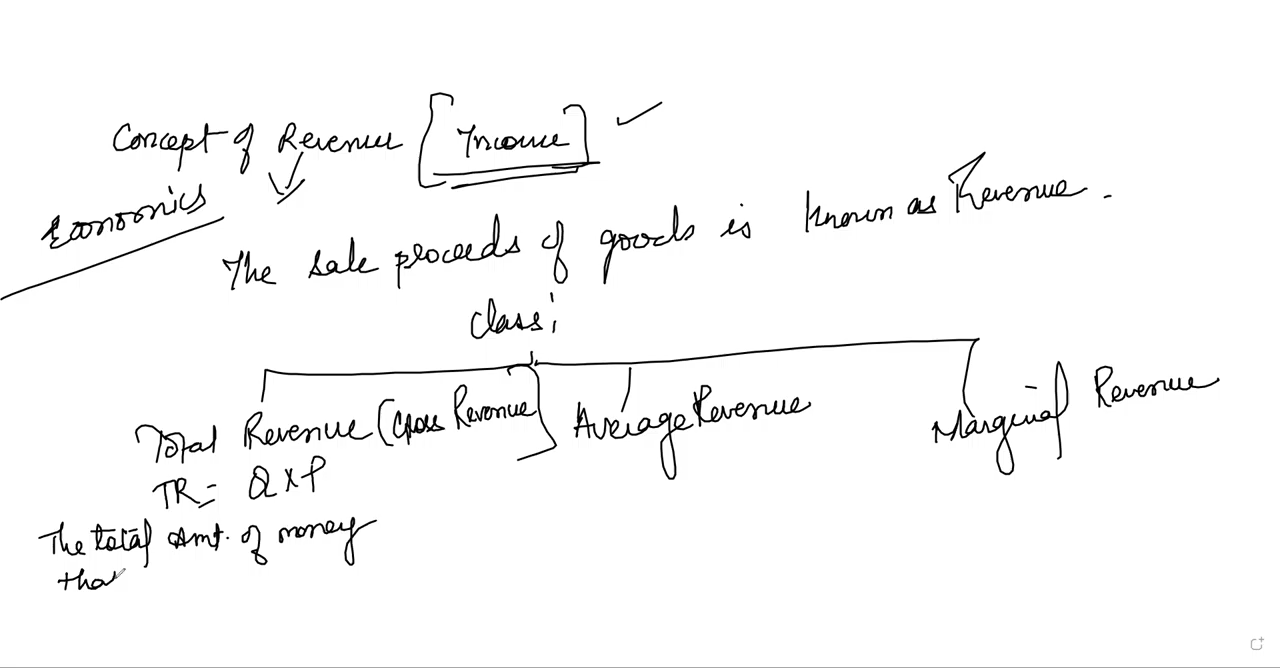 Concept of Revenue [Income]
Economics
The sale proceeds of goods is known as Revenue.
Class:
Total Revenue (Gross Revenue) Average Revenue Marginal Revenue
TR = Q x P
The total amt. of money
that